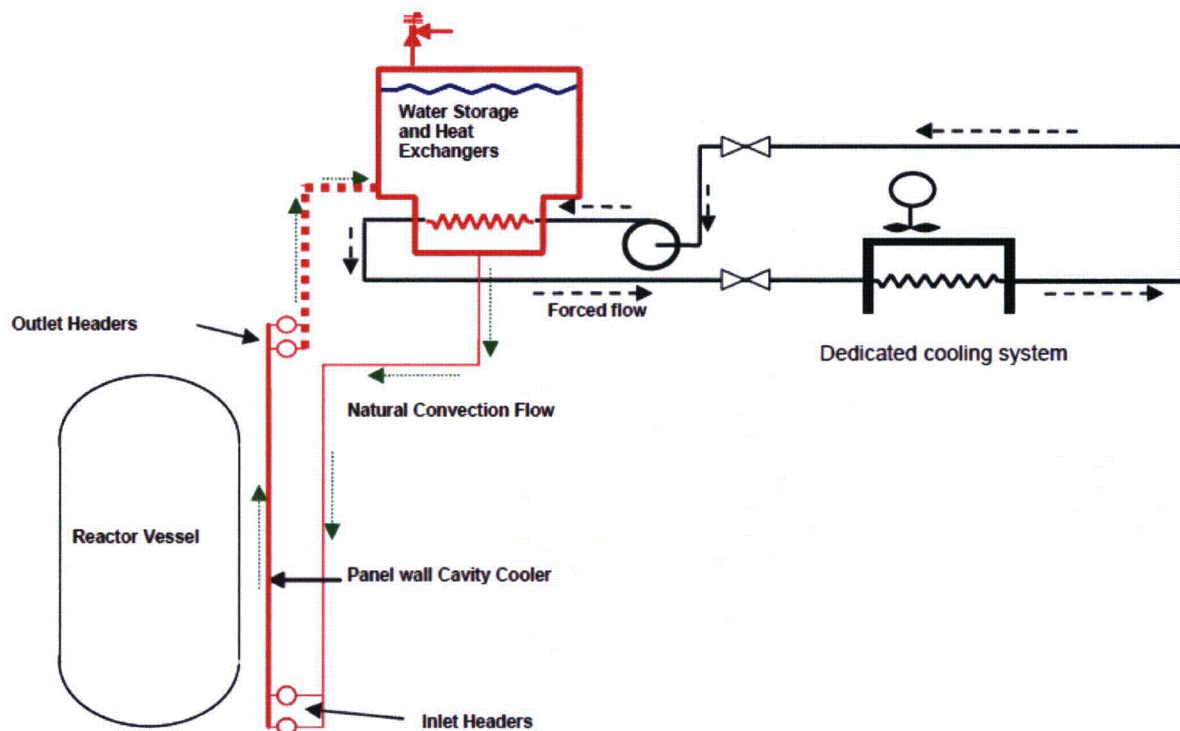 Water Storage
and Heat
Exchangers
Forced flow
Outlet Headers
Dedicated cooling system
Natural Convection Flow
Reactor Vessel
Panel wall Cavity Cooler
Inlet Headers